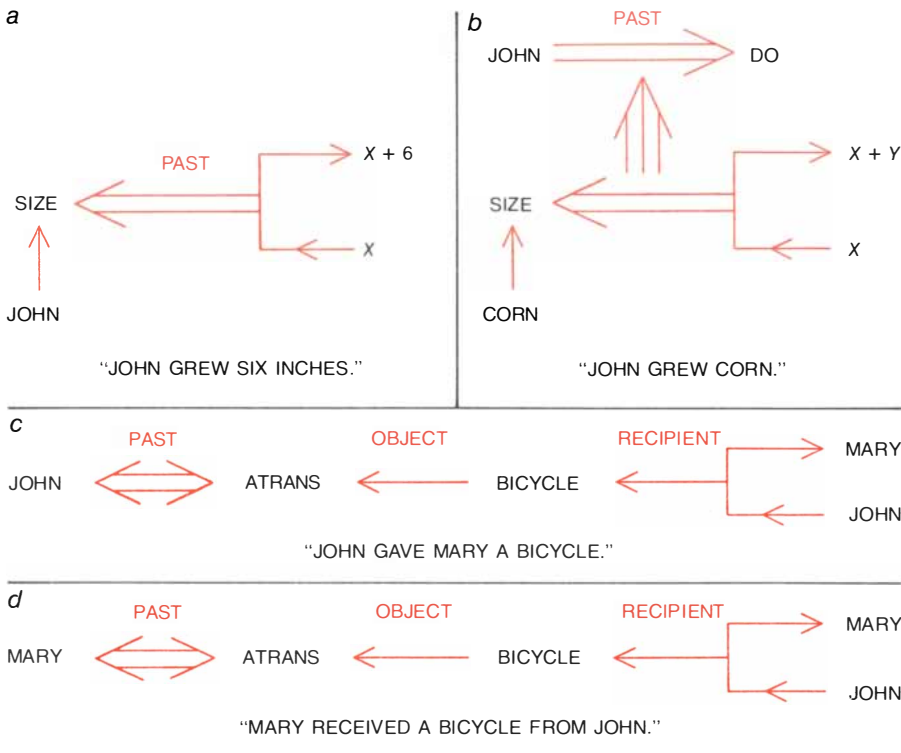 a
X + 6
PAST
SIZE
X
JOHN
"JOHN GREW SIX INCHES."
b
PAST
JOHN DO
X + Y
SIZE
X
CORN
"JOHN GREW CORN."
c
PAST OBJECT RECIPIENT
MARY
JOHN ATRANS BICYCLE
JOHN
"JOHN GAVE MARY A BICYCLE."
d
PAST OBJECT RECIPIENT
MARY
MARY ATRANS BICYCLE
JOHN
"MARY RECEIVED A BICYCLE FROM JOHN."